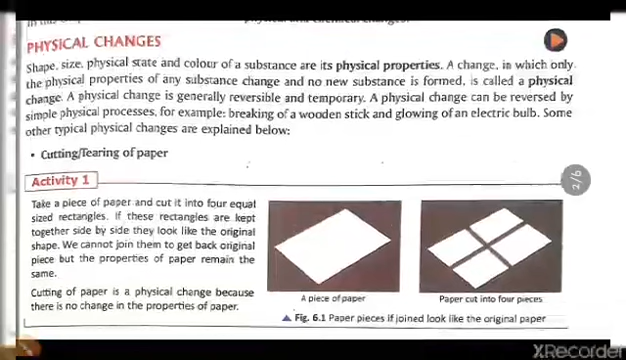 physical and chemical changes.
PHYSICAL CHANGES
Shape, size, physical state and colour of a substance are its physical properties. A change, in which only
the physical properties of any substance change and no new substance is formed, is called a physical
change. A physical change is generally reversible and temporary. A physical change can be reversed by
simple physical processes, for example: breaking of a wooden stick and glowing of an electric bulb. Some
other typical physical changes are explained below:
• Cutting/Tearing of paper
2/6
Activity 1
Take a piece of paper and cut it into four equal
sized rectangles. If these rectangles are kept
together side by side they look like the original
shape. We cannot join them to get back original
piece but the properties of paper remain the
same.
Cutting of paper is a physical change because
there is no change in the properties of paper.
A piece of paper
Paper cut into four pieces
▲ Fig. 6.1 Paper pieces if joined look like the original paper
XRecorder